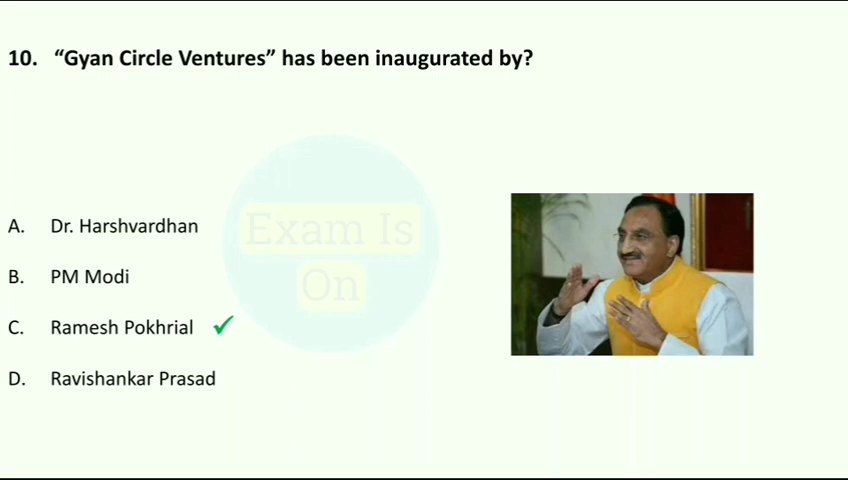 10. “Gyan Circle Ventures” has been inaugurated by?
Exam Is
On
A. Dr. Harshvardhan
B. PM Modi
C. Ramesh Pokhrial
D. Ravishankar Prasad